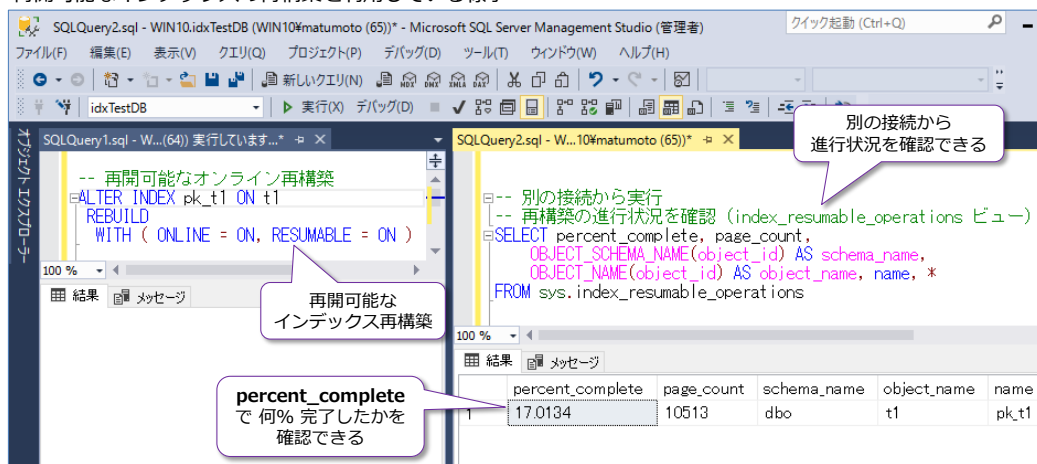 SQLQuery2.sql - WIN10.idxTestDB (WIN10¥matumoto (65))* - Microsoft SQL Server Management Studio (管理者)
クイック起動 (Ctrl+Q)
ファイル(F) 編集(E) 表示(V) クエリ(Q) プロジェクト(P) デバッグ(D) ツール(T) ウィンドウ(W) ヘルプ(H)
新しいクエリ(N) MDX DMX XMLA DAX
idxTestDB 実行(X) デバッグ(D)
別の接続から
進行状況を確認できる
オブジェクト エクスプローラー
SQLQuery1.sql - W...(64)) 実行しています...*
-- 再開可能なオンライン再構築
ALTER INDEX pk_t1 ON t1
REBUILD
WITH ( ONLINE = ON, RESUMABLE = ON )
100 %
結果 メッセージ
再開可能な
インデックス再構築
SQLQuery2.sql - W...10¥matumoto (65))*
-- 別の接続から実行
-- 再構築の進行状況を確認 (index_resumable_operations ビュー)
SELECT percent_complete, page_count,
OBJECT_SCHEMA_NAME(object_id) AS schema_name,
OBJECT_NAME(object_id) AS object_name, name, *
FROM sys.index_resumable_operations
100 %
結果 メッセージ
percent_complete page_count schema_name object_name name
1 17.0134 10513 dbo t1 pk_t1
percent_complete
で 何% 完了したかを
確認できる